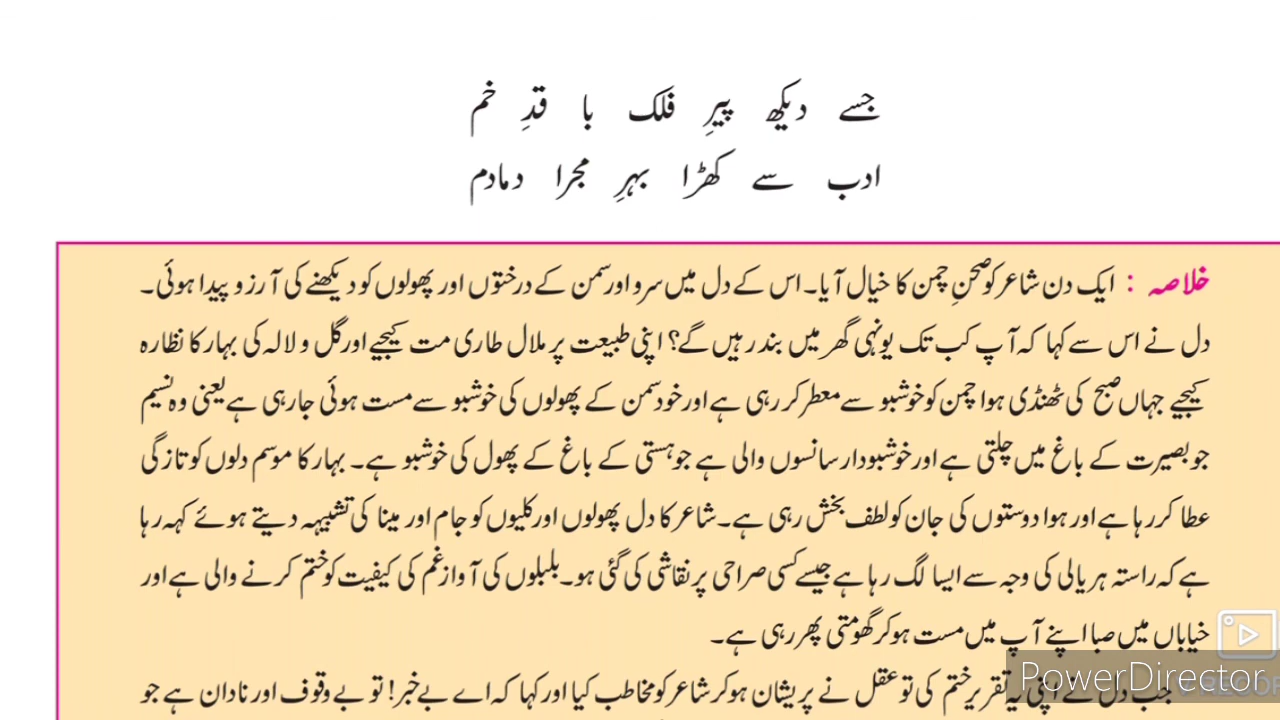 جسے دیکھ پیرِ فلک با قدِ خم
ادب سے کھڑا بہرِ مجرا دمادم
خلاصہ : ایک دن شاعر کو صحنِ چمن کا خیال آیا۔ اس کے دل میں سرو اور سمن کے درختوں اور پھولوں کو دیکھنے کی آرزو پیدا ہوئی۔
دل نے اس سے کہا کہ آپ کب تک یونہی گھر میں بند رہیں گے؟ اپنی طبیعت پر ملال طاری مت کیجیے اور گل و لالہ کی بہار کا نظارہ
کیجیے جہاں صبح کی ٹھنڈی ہوا چمن کو خوشبو سے معطر کر رہی ہے اور خود سمن کے پھولوں کی خوشبو سے مست ہوئی جا رہی ہے یعنی وہ نسیم
جو بصیرت کے باغ میں چلتی ہے اور خوشبودار سانسوں والی ہے جو ہستی کے باغ کے پھول کی خوشبو ہے۔ بہار کا موسم دلوں کو تازگی
عطا کر رہا ہے اور ہوا دوستوں کی جان کو لطف بخش رہی ہے۔ شاعر کا دل پھولوں اور کلیوں کو جام اور مینا کی تشبیہہ دیتے ہوئے کہہ رہا
ہے کہ راستہ ہریالی کی وجہ سے ایسا لگ رہا ہے جیسے کسی صراحی پر نقاشی کی گئی ہو۔ بلبلوں کی آواز غم کی کیفیت کو ختم کرنے والی ہے اور
خیاباں میں صبا اپنے آپ میں مست ہو کر گھومتی پھر رہی ہے۔
جب دل نے اپنی یہ تقریر ختم کی تو عقل نے پریشان ہو کر شاعر کو مخاطب کیا اور کہا کہ اے بے خبر! تو بے وقوف اور نادان ہے جو
PowerDirector